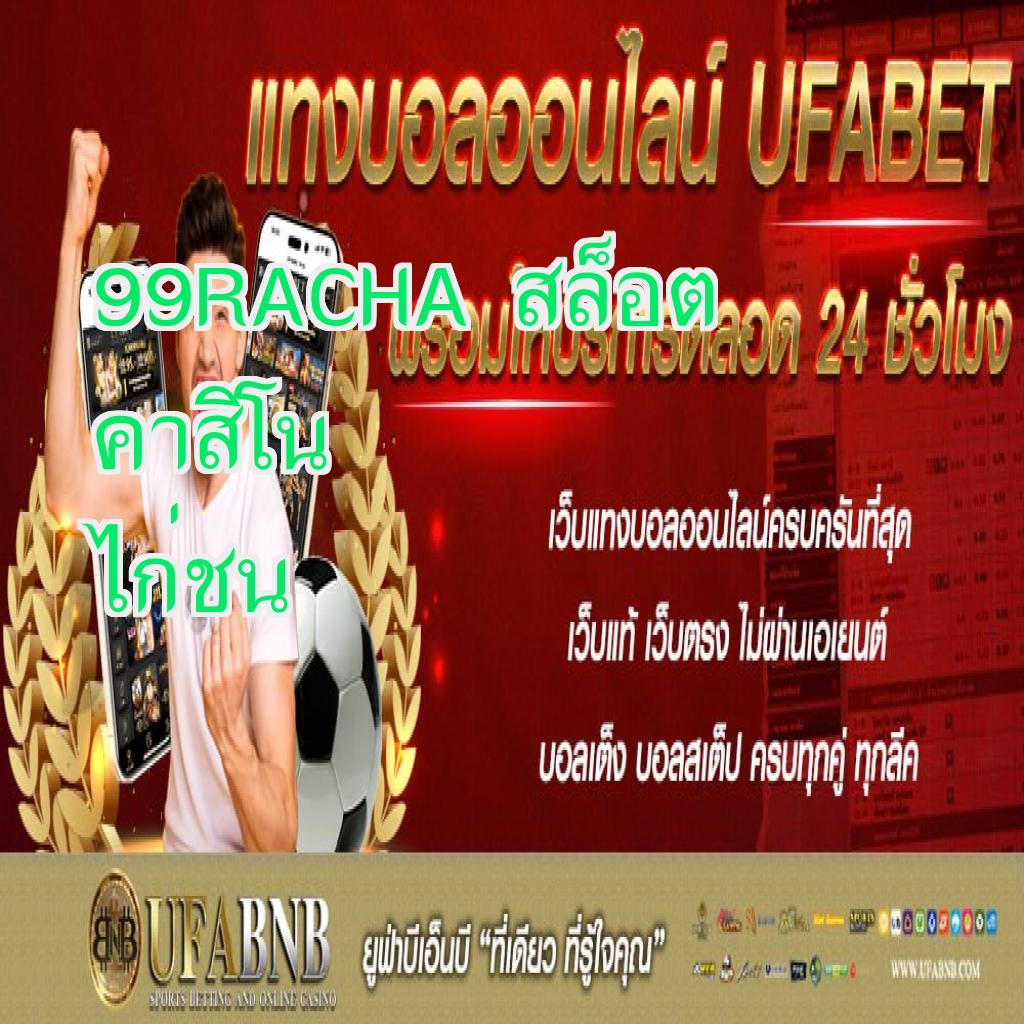 แทงบอลออนไลน์ UFABET
99RACHA สล็อต
พร้อมให้บริการตลอด 24 ชั่วโมง
คาสิโน
ไก่ชน
เว็บแทงบอลออนไลน์ครบครันที่สุด
เว็บแท้ เว็บตรง ไม่ผ่านเอเยนต์
บอลเต็ง บอลสเต็ป ครบทุกคู่ ทุกลีค
UFABNB
SPORTS BETTING AND ONLINE CASINO
ยูฟ่าบีเอ็นบี "ที่เดียว ที่รู้ใจคุณ"
WWW.UFABNB.COM